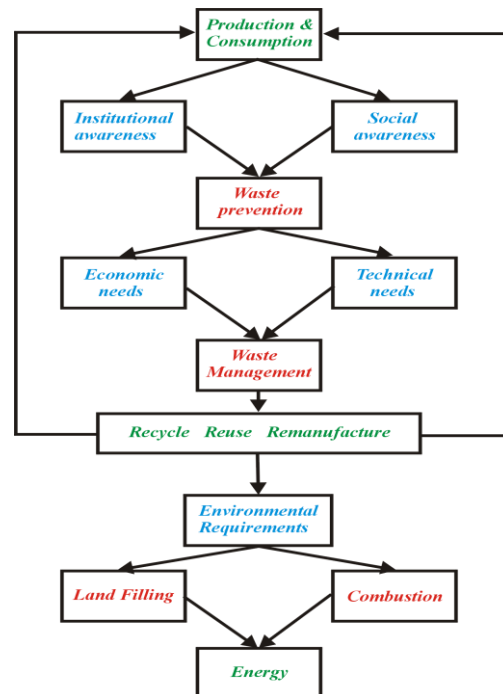 Production &
Consumption
Institutional
awareness
Social
awareness
Waste
prevention
Economic
needs
Technical
needs
Waste
Management
Recycle Reuse Remanufacture
Environmental
Requirements
Land Filling
Combustion
Energy